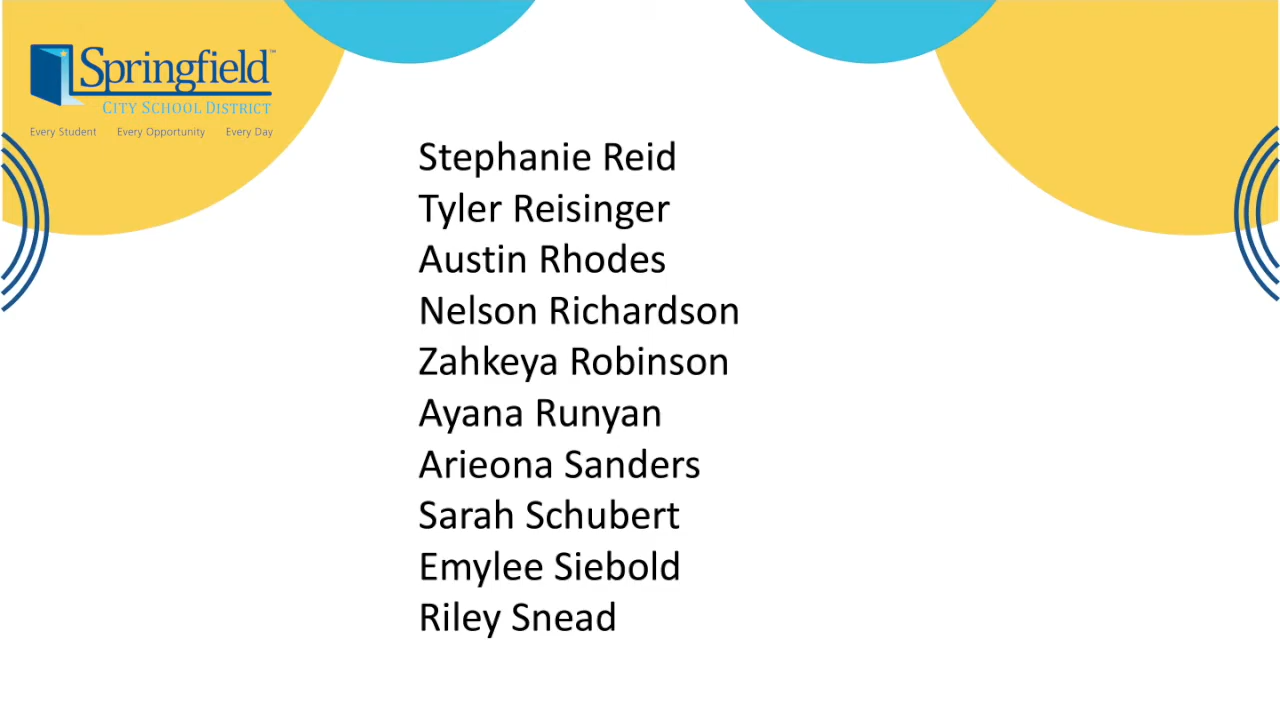 Springfield™
CITY SCHOOL DISTRICT
Every Student Every Opportunity Every Day
Stephanie Reid
Tyler Reisinger
Austin Rhodes
Nelson Richardson
Zahkeya Robinson
Ayana Runyan
Arieona Sanders
Sarah Schubert
Emylee Siebold
Riley Snead